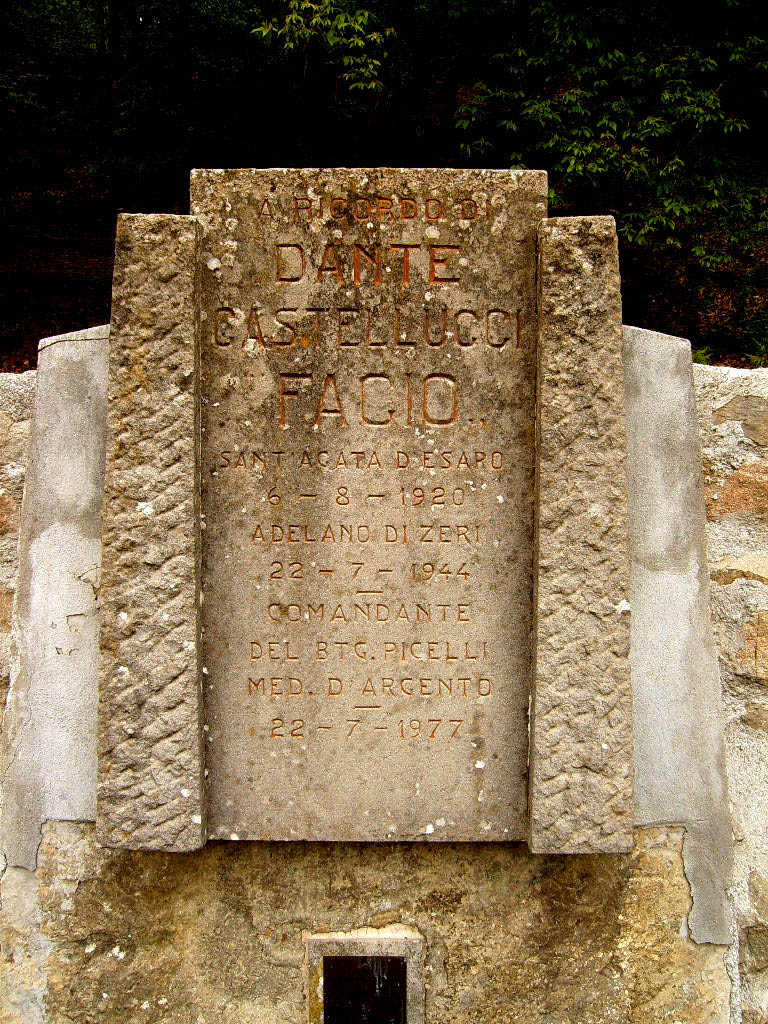 A RICORDO DI
DANTE
CASTELLUCCI
"FACIO"
SANT'AGATA D'ESARO
6 - 8 - 1920
ADELANO DI ZERI
22 - 7 - 1944
COMANDANTE
DEL BTG. PICELLI
MED. D'ARGENTO
22 - 7 - 1977